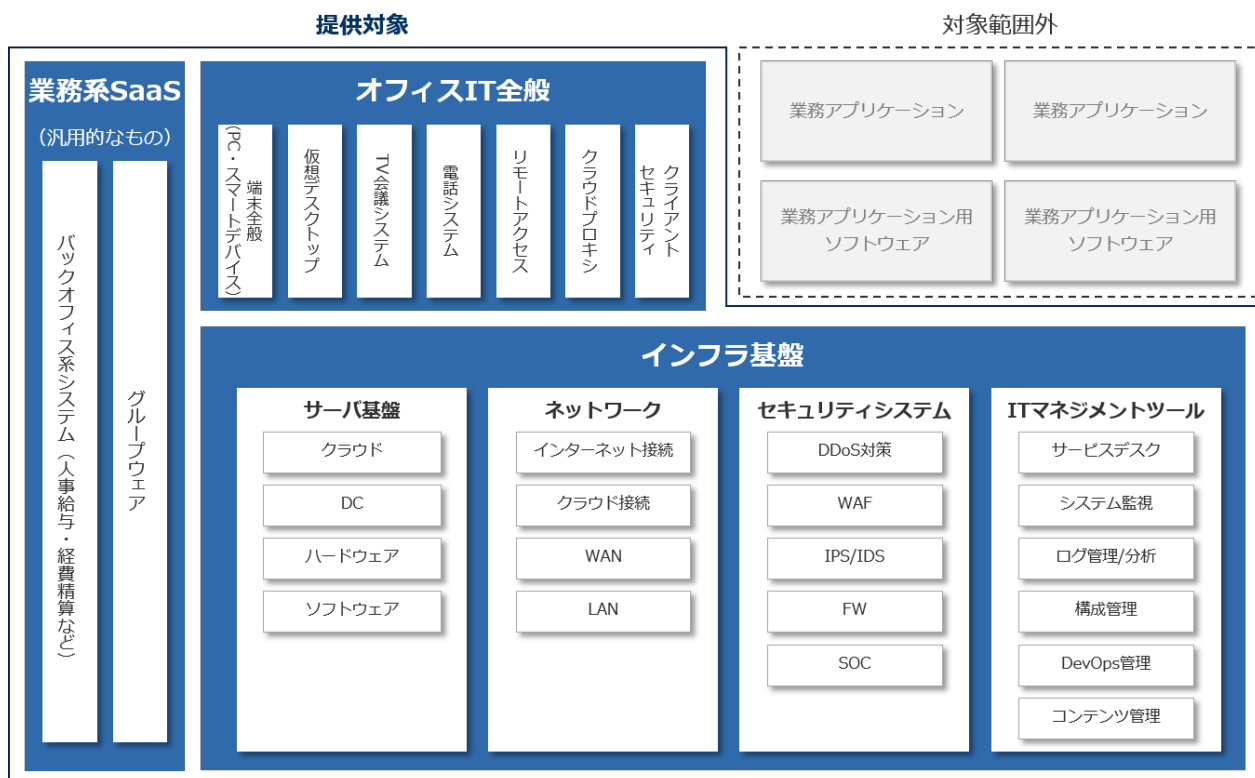 提供対象
対象範囲外
業務系SaaS
（汎用的なもの）
バックオフィス系システム（人事給与・経費精算など）
グループウェア
オフィスIT全般
端末全般
(PC・スマートデバイス)
仮想デスクトップ
TV会議システム
電話システム
リモートアクセス
クラウドプロキシ
クライアント
セキュリティ
業務アプリケーション
業務アプリケーション
業務アプリケーション用
ソフトウェア
業務アプリケーション用
ソフトウェア
インフラ基盤
サーバ基盤
クラウド
DC
ハードウェア
ソフトウェア
ネットワーク
インターネット接続
クラウド接続
WAN
LAN
セキュリティシステム
DDoS対策
WAF
IPS/IDS
FW
SOC
ITマネジメントツール
サービスデスク
システム監視
ログ管理/分析
構成管理
DevOps管理
コンテンツ管理